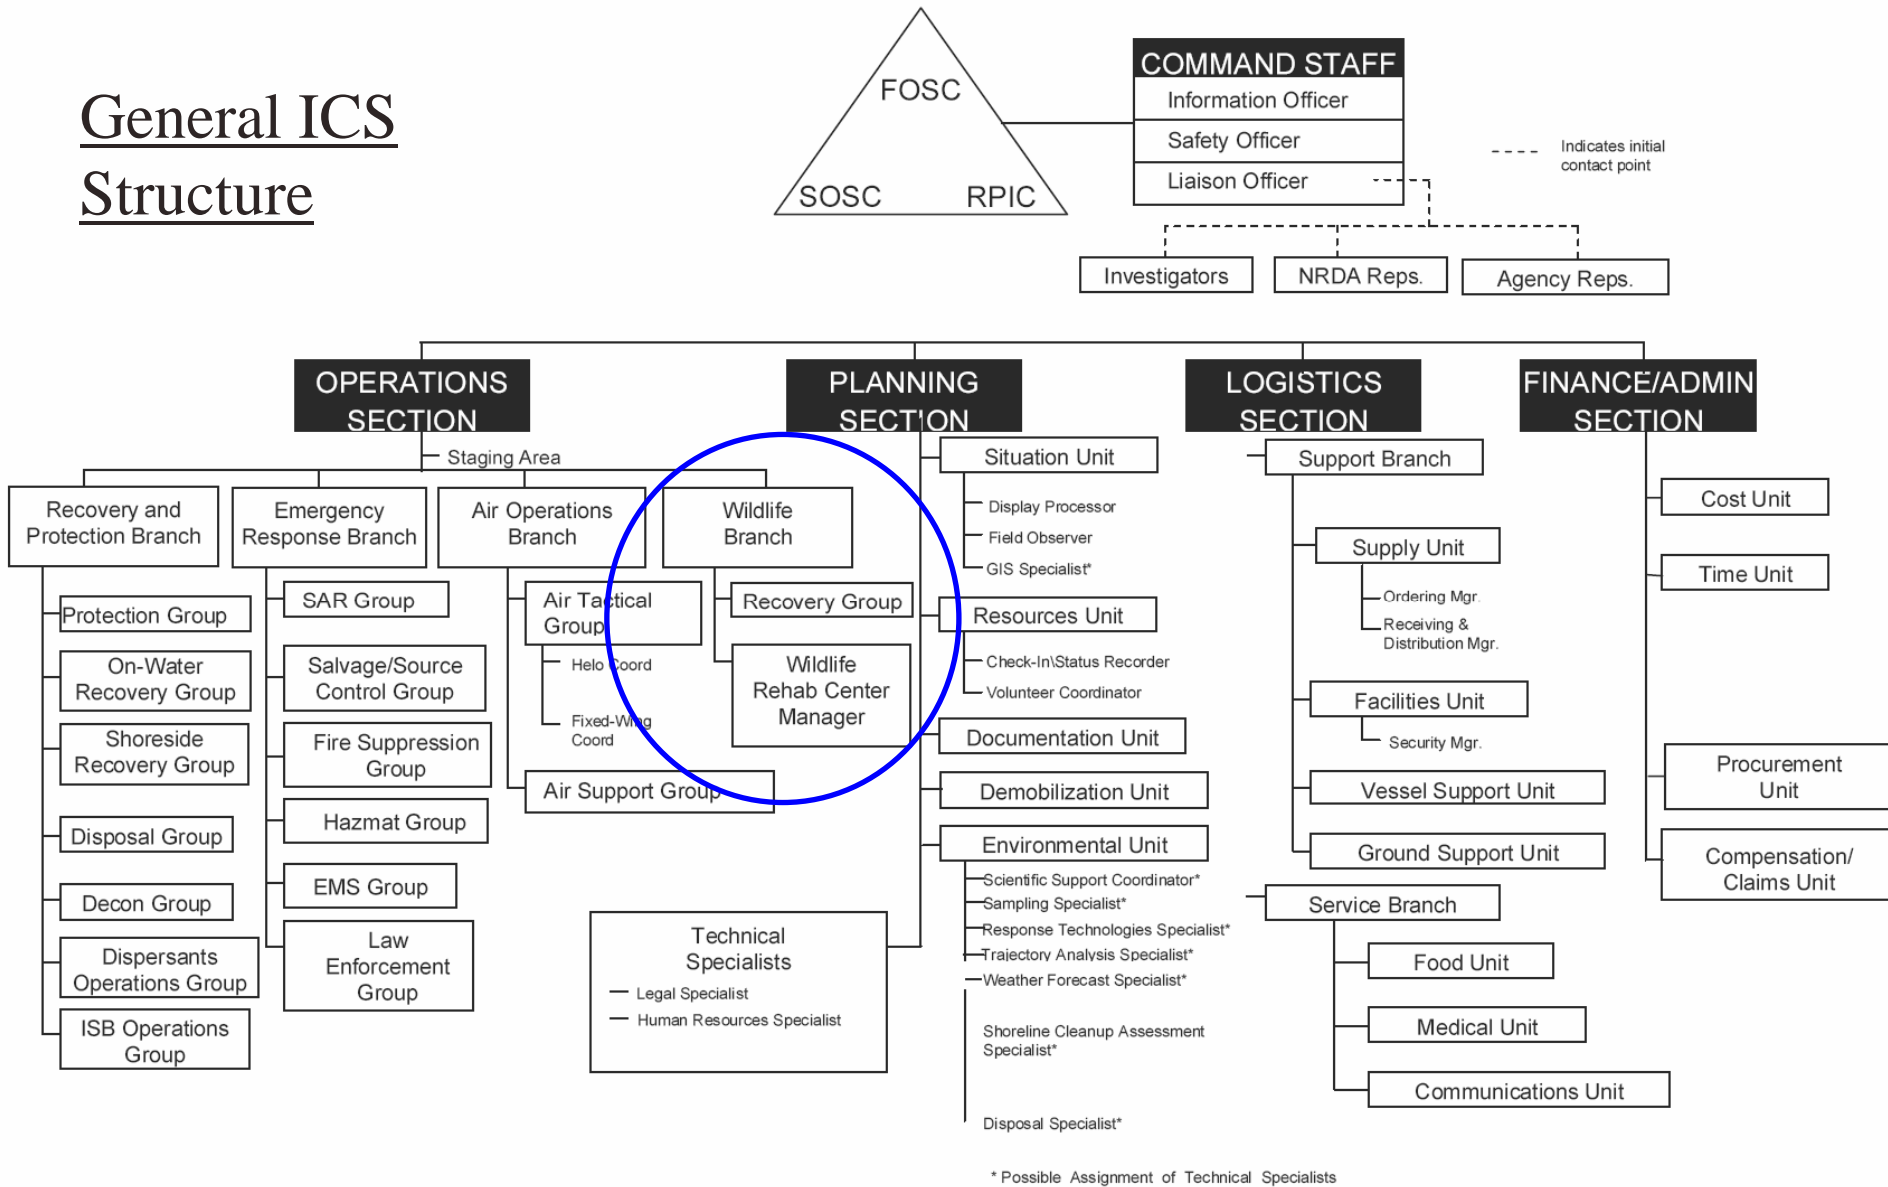 General ICS
Structure
FOSC
SOSC
RPIC
COMMAND STAFF
Information Officer
Safety Officer
Liaison Officer
Indicates initial
contact point
Investigators
NRDA Reps.
Agency Reps.
OPERATIONS
SECTION
Staging Area
Recovery and
Protection Branch
Protection Group
On-Water
Recovery Group
Shoreside
Recovery Group
Disposal Group
Decon Group
Dispersants
Operations Group
ISB Operations
Group
Emergency
Response Branch
SAR Group
Salvage/Source
Control Group
Fire Suppression
Group
Hazmat Group
EMS Group
Law
Enforcement
Group
Air Operations
Branch
Air Tactical
Group
Helo Coord
Fixed-Wing
Coord
Air Support Group
Wildlife
Branch
Recovery Group
Wildlife
Rehab Center
Manager
PLANNING
SECTION
Situation Unit
Display Processor
Field Observer
GIS Specialist*
Resources Unit
Check-In\Status Recorder
Volunteer Coordinator
Documentation Unit
Demobilization Unit
Environmental Unit
Scientific Support Coordinator*
Sampling Specialist*
Response Technologies Specialist*
Trajectory Analysis Specialist*
Weather Forecast Specialist*
Shoreline Cleanup Assessment
Specialist*
Disposal Specialist*
Technical
Specialists
Legal Specialist
Human Resources Specialist
LOGISTICS
SECTION
Support Branch
Supply Unit
Ordering Mgr.
Receiving &
Distribution Mgr.
Facilities Unit
Security Mgr.
Vessel Support Unit
Ground Support Unit
Service Branch
Food Unit
Medical Unit
Communications Unit
FINANCE/ADMIN
SECTION
Cost Unit
Time Unit
Procurement
Unit
Compensation/
Claims Unit
* Possible Assignment of Technical Specialists